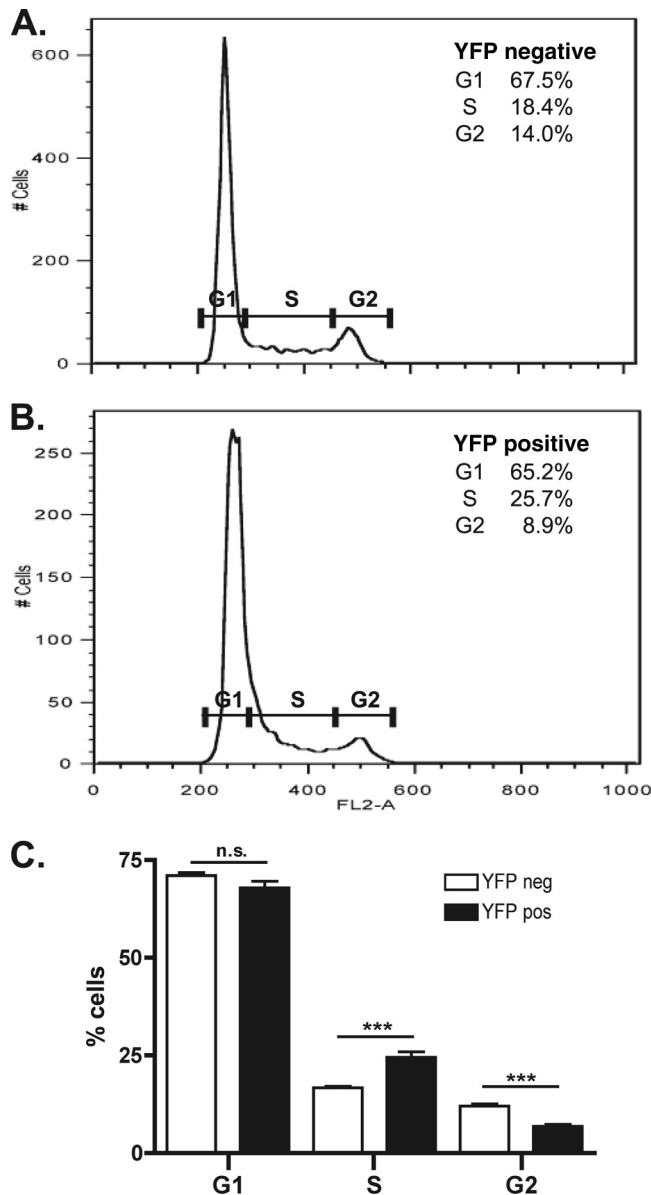 A.
600
400
200
0
# Cells
YFP negative
G1 67.5%
S 18.4%
G2 14.0%
G1 S G2
B.
250
200
150
100
50
0
# Cells
YFP positive
G1 65.2%
S 25.7%
G2 8.9%
G1 S G2
0 200 400 600 800 1000
FL2-A
C.
75
50
25
0
% cells
n.s.
***
***
YFP neg
YFP pos
G1 S G2